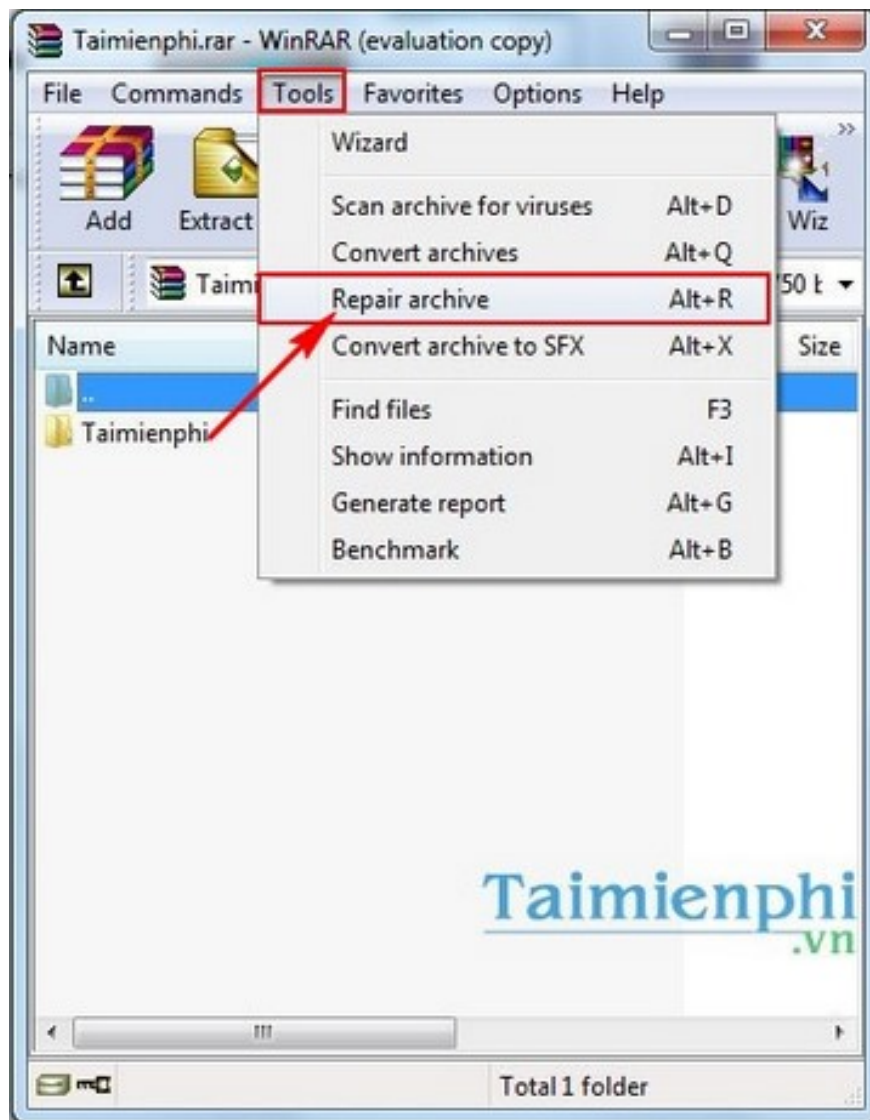 Taimienphi.rar - WinRAR (evaluation copy)
File Commands Tools Favorites Options Help
Wizard
Add Extract Wiz
Scan archive for viruses Alt+D
Convert archives Alt+Q
Repair archive Alt+R
Convert archive to SFX Alt+X
Find files F3
Show information Alt+I
Generate report Alt+G
Benchmark Alt+B
Name Size
..
Taimienphi
Taimienphi
.vn
Total 1 folder